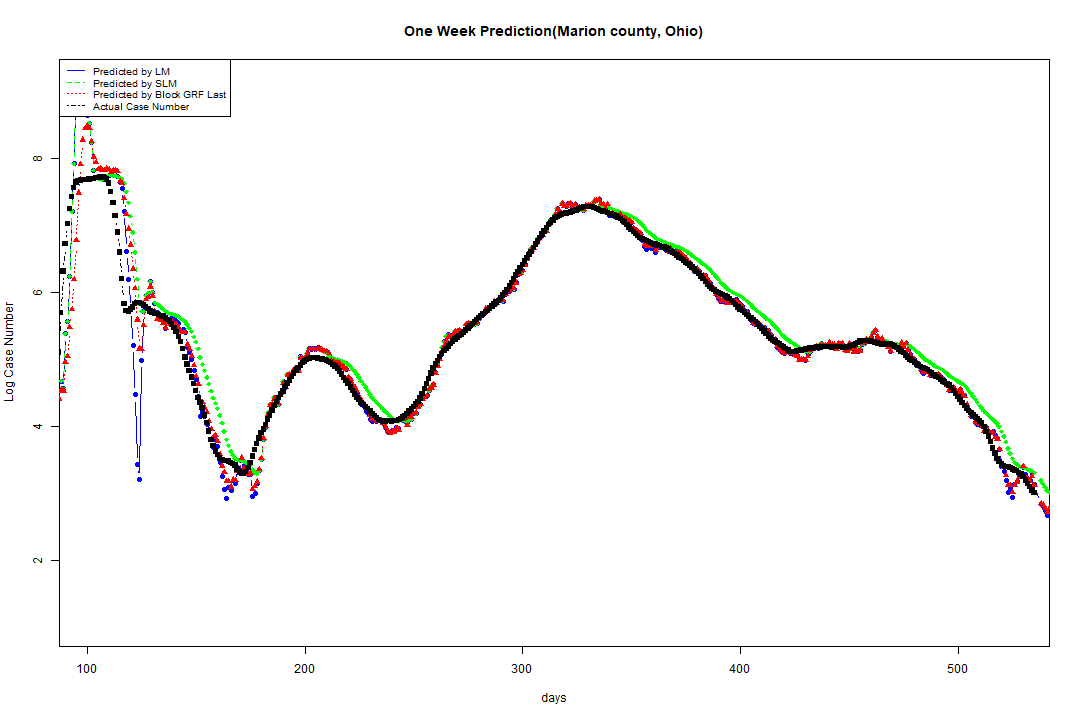 One Week Prediction(Marion county, Ohio)
Predicted by LM
Predicted by SLM
Predicted by Block GRF Last
Actual Case Number
8
6
4
2
Log Case Number
100 200 300 400 500
days